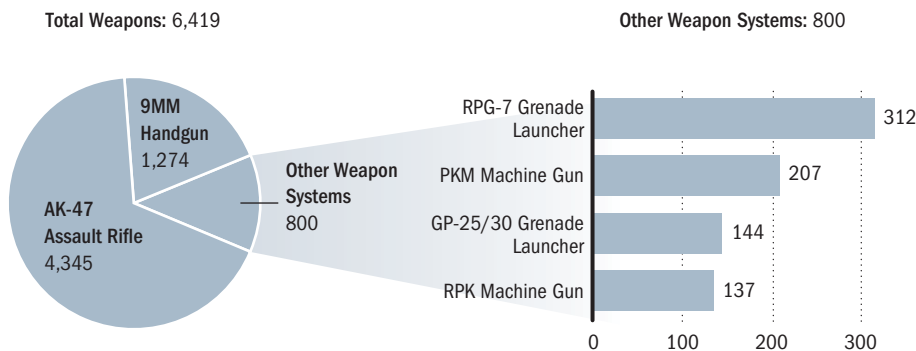 Total Weapons: 6,419
9MM
Handgun
1,274
AK-47
Assault Rifle
4,345
Other Weapon
Systems
800
Other Weapon Systems: 800
RPG-7 Grenade
Launcher
312
PKM Machine Gun
207
GP-25/30 Grenade
Launcher
144
RPK Machine Gun
137
0 100 200 300